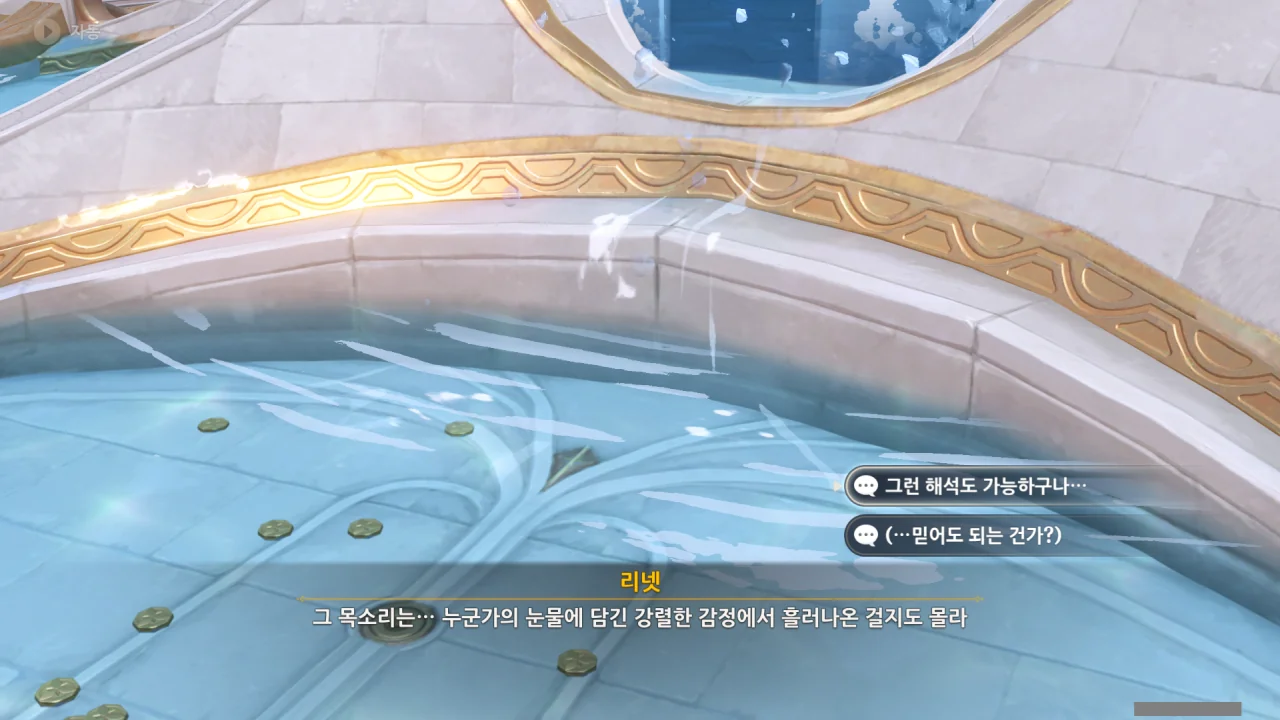 자동
그런 해석도 가능하구나…
(…믿어도 되는 건가?)
리넷
그 목소리는… 누군가의 눈물에 담긴 강렬한 감정에서 흘러나온 걸지도 몰라